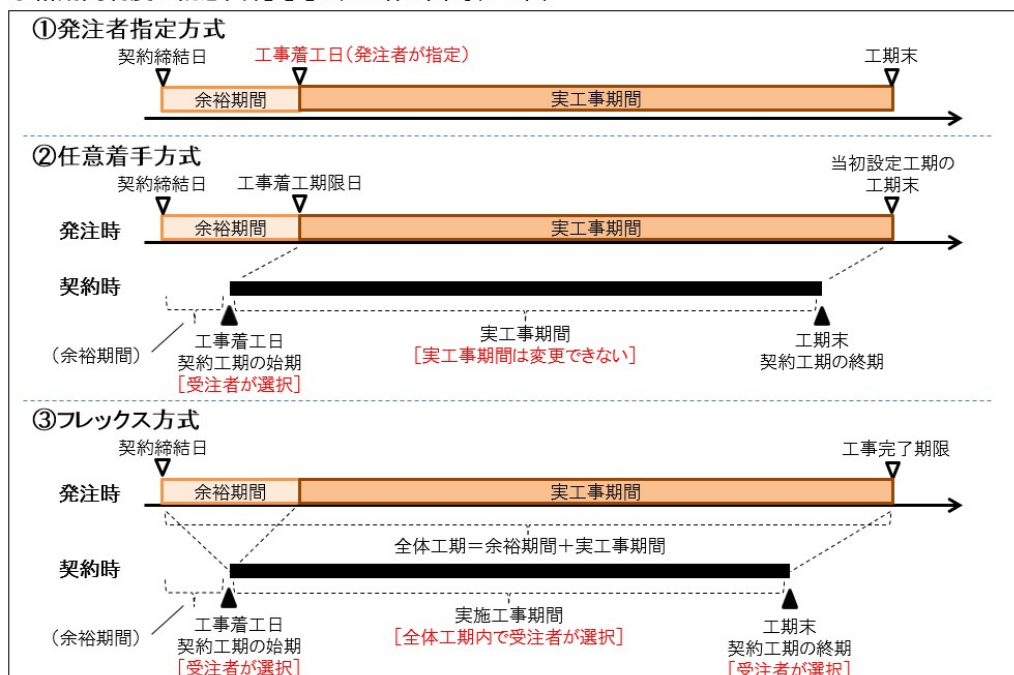 ①発注者指定方式
契約締結日
工事着工日(発注者が指定)
工期末
余裕期間
実工事期間
②任意着手方式
契約締結日
工事着工期限日
当初設定工期の
工期末
発注時
余裕期間
実工事期間
契約時
(余裕期間)
工事着工日
契約工期の始期
[受注者が選択]
実工事期間
[実工事期間は変更できない]
工期末
契約工期の終期
③フレックス方式
契約締結日
工事完了期限
発注時
余裕期間
実工事期間
全体工期=余裕期間+実工事期間
契約時
(余裕期間)
工事着工日
契約工期の始期
[受注者が選択]
実施工事期間
[全体工期内で受注者が選択]
工期末
契約工期の終期
[受注者が選択]